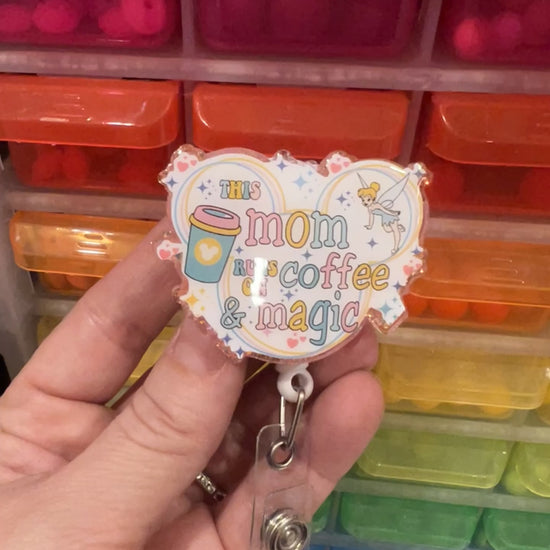 THIS
mom
RUNS
ON coffee
& magic